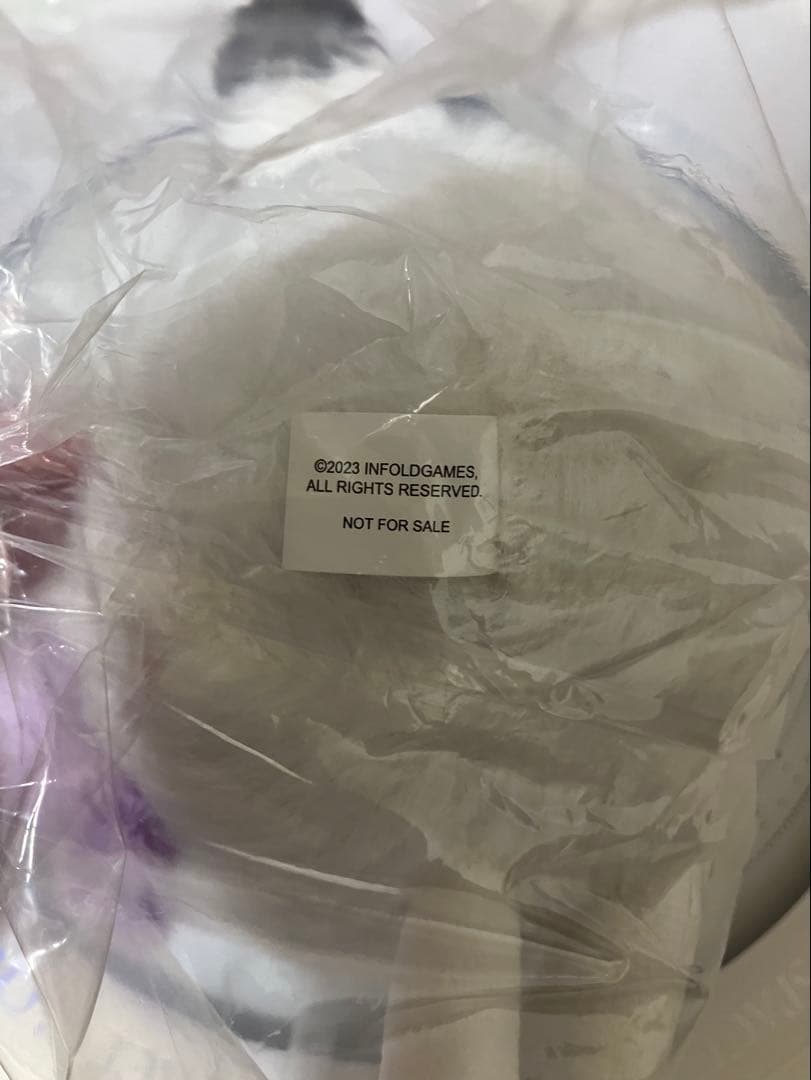 ©2023 INFOLDGAMES,
ALL RIGHTS RESERVED.
NOT FOR SALE